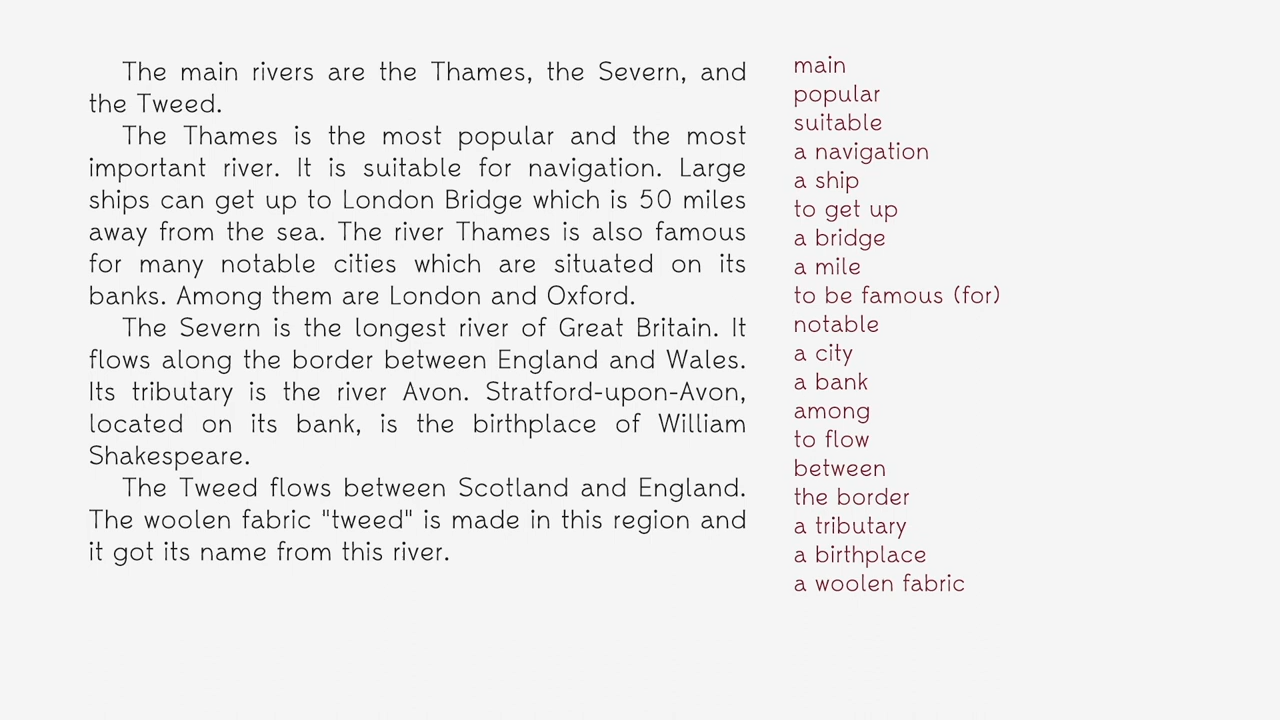 The main rivers are the Thames, the Severn, and
the Tweed.
The Thames is the most popular and the most
important river. It is suitable for navigation. Large
ships can get up to London Bridge which is 50 miles
away from the sea. The river Thames is also famous
for many notable cities which are situated on its
banks. Among them are London and Oxford.
The Severn is the longest river of Great Britain. It
flows along the border between England and Wales.
Its tributary is the river Avon. Stratford-upon-Avon,
located on its bank, is the birthplace of William
Shakespeare.
The Tweed flows between Scotland and England.
The woolen fabric "tweed" is made in this region and
it got its name from this river.
main
popular
suitable
a navigation
a ship
to get up
a bridge
a mile
to be famous (for)
notable
a city
a bank
among
to flow
between
the border
a tributary
a birthplace
a woolen fabric